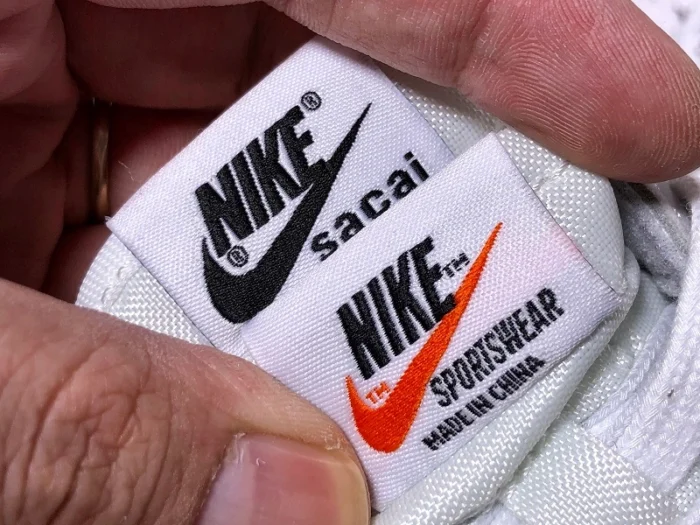 NIKE®
®
sacai
NIKE™
TM
SPORTSWEAR
MADE IN CHINA